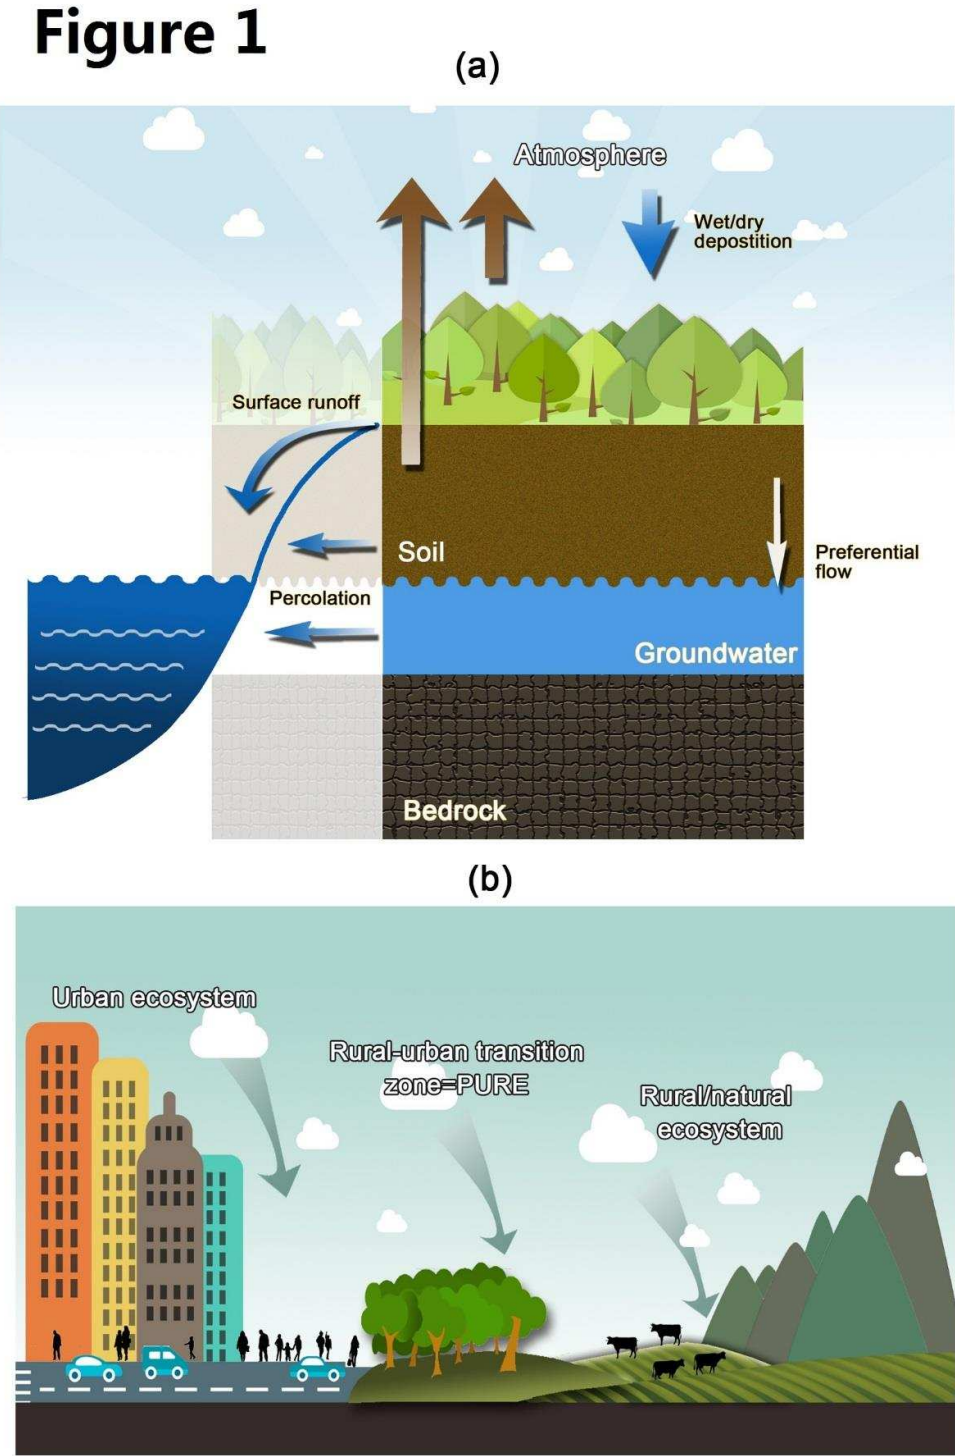 Figure 1
(a)
Atmosphere
Wet/dry
depostition
Surface runoff
Soil
Preferential
flow
Percolation
Groundwater
Bedrock
(b)
Urban ecosystem
Rural-urban transition
zone=PURE
Rural/natural
ecosystem